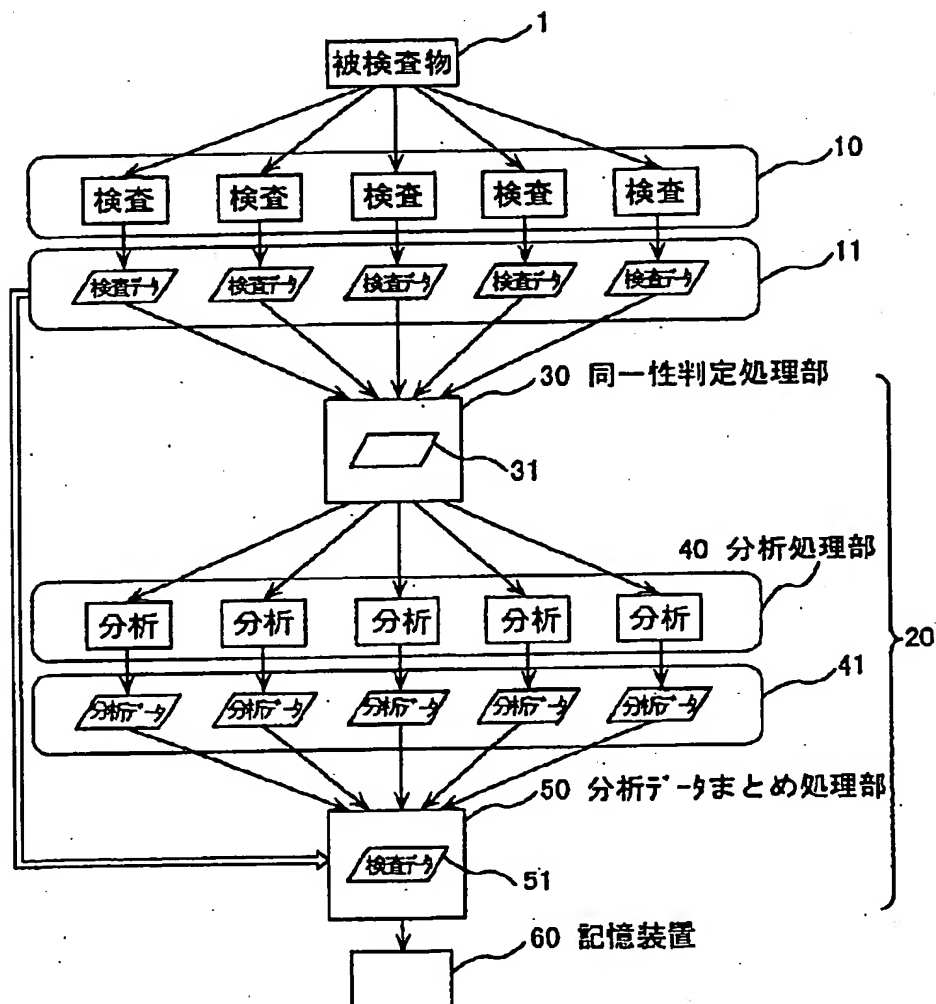 1
被検査物
10
検査 検査 検査 検査 検査
11
検査データ 検査データ 検査データ 検査データ 検査データ
30 同一性判定処理部
31
40 分析処理部
分析 分析 分析 分析 分析
20
41
分析データ 分析データ 分析データ 分析データ 分析データ
50 分析データまとめ処理部
検査データ
51
60 記憶装置